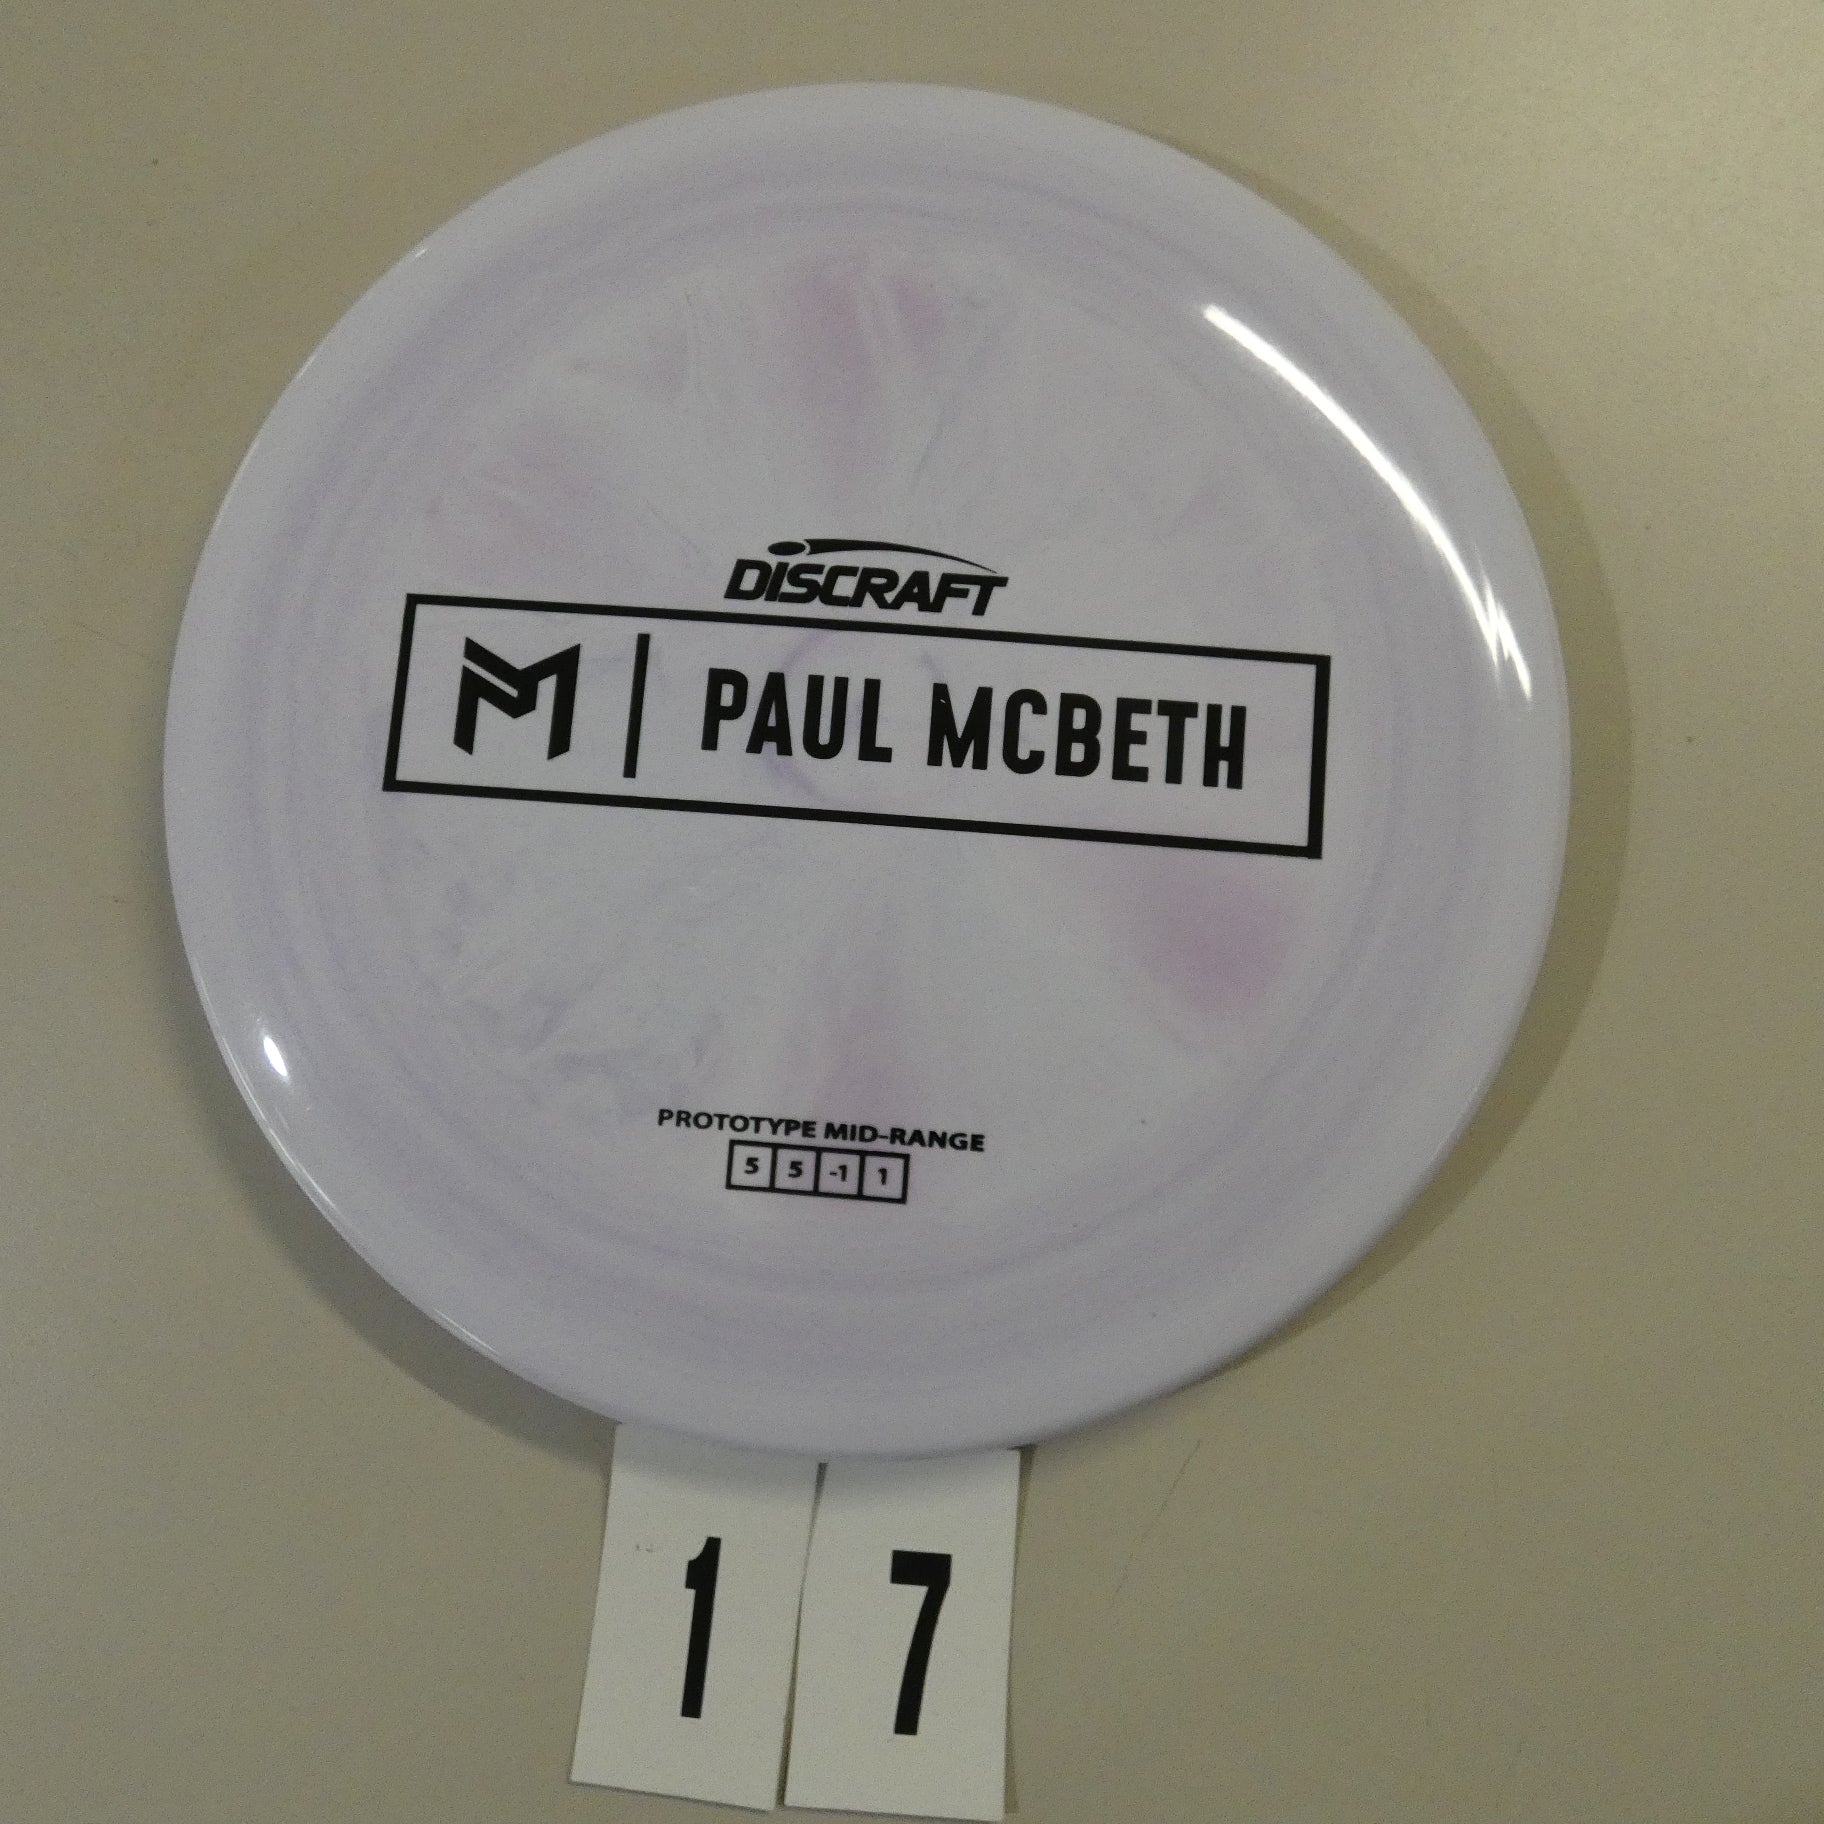 DISCRAFT
M | PAUL MCBETH
PROTOTYPE MID-RANGE
5 5 -1 1
1 7